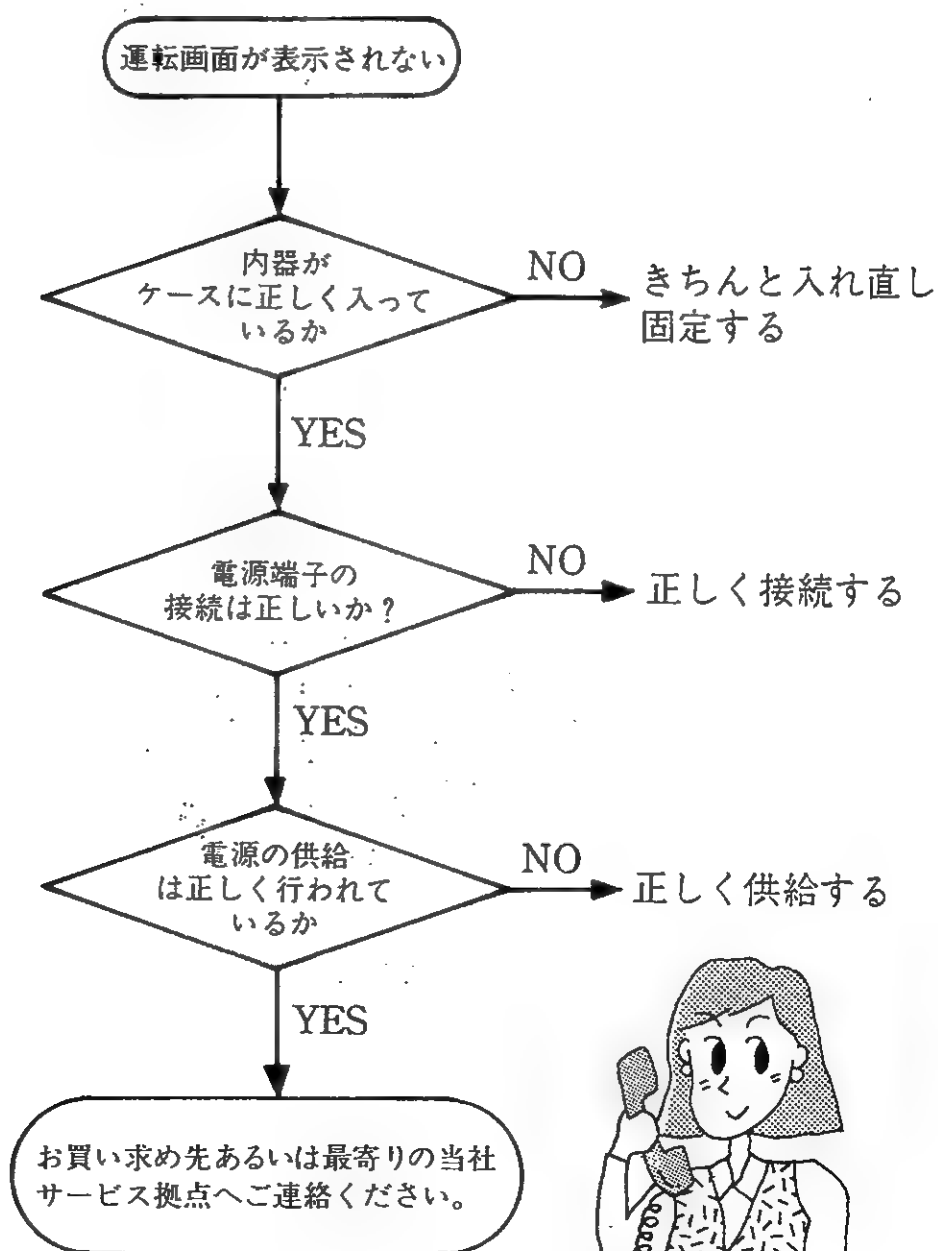 運転画面が表示されない
内器が
ケースに正しく入って
いるか
NO
きちんと入れ直し
固定する
YES
電源端子の
接続は正しいか？
NO
正しく接続する
YES
電源の供給
は正しく行われて
いるか
NO
正しく供給する
YES
お買い求め先あるいは最寄りの当社
サービス拠点へご連絡ください。